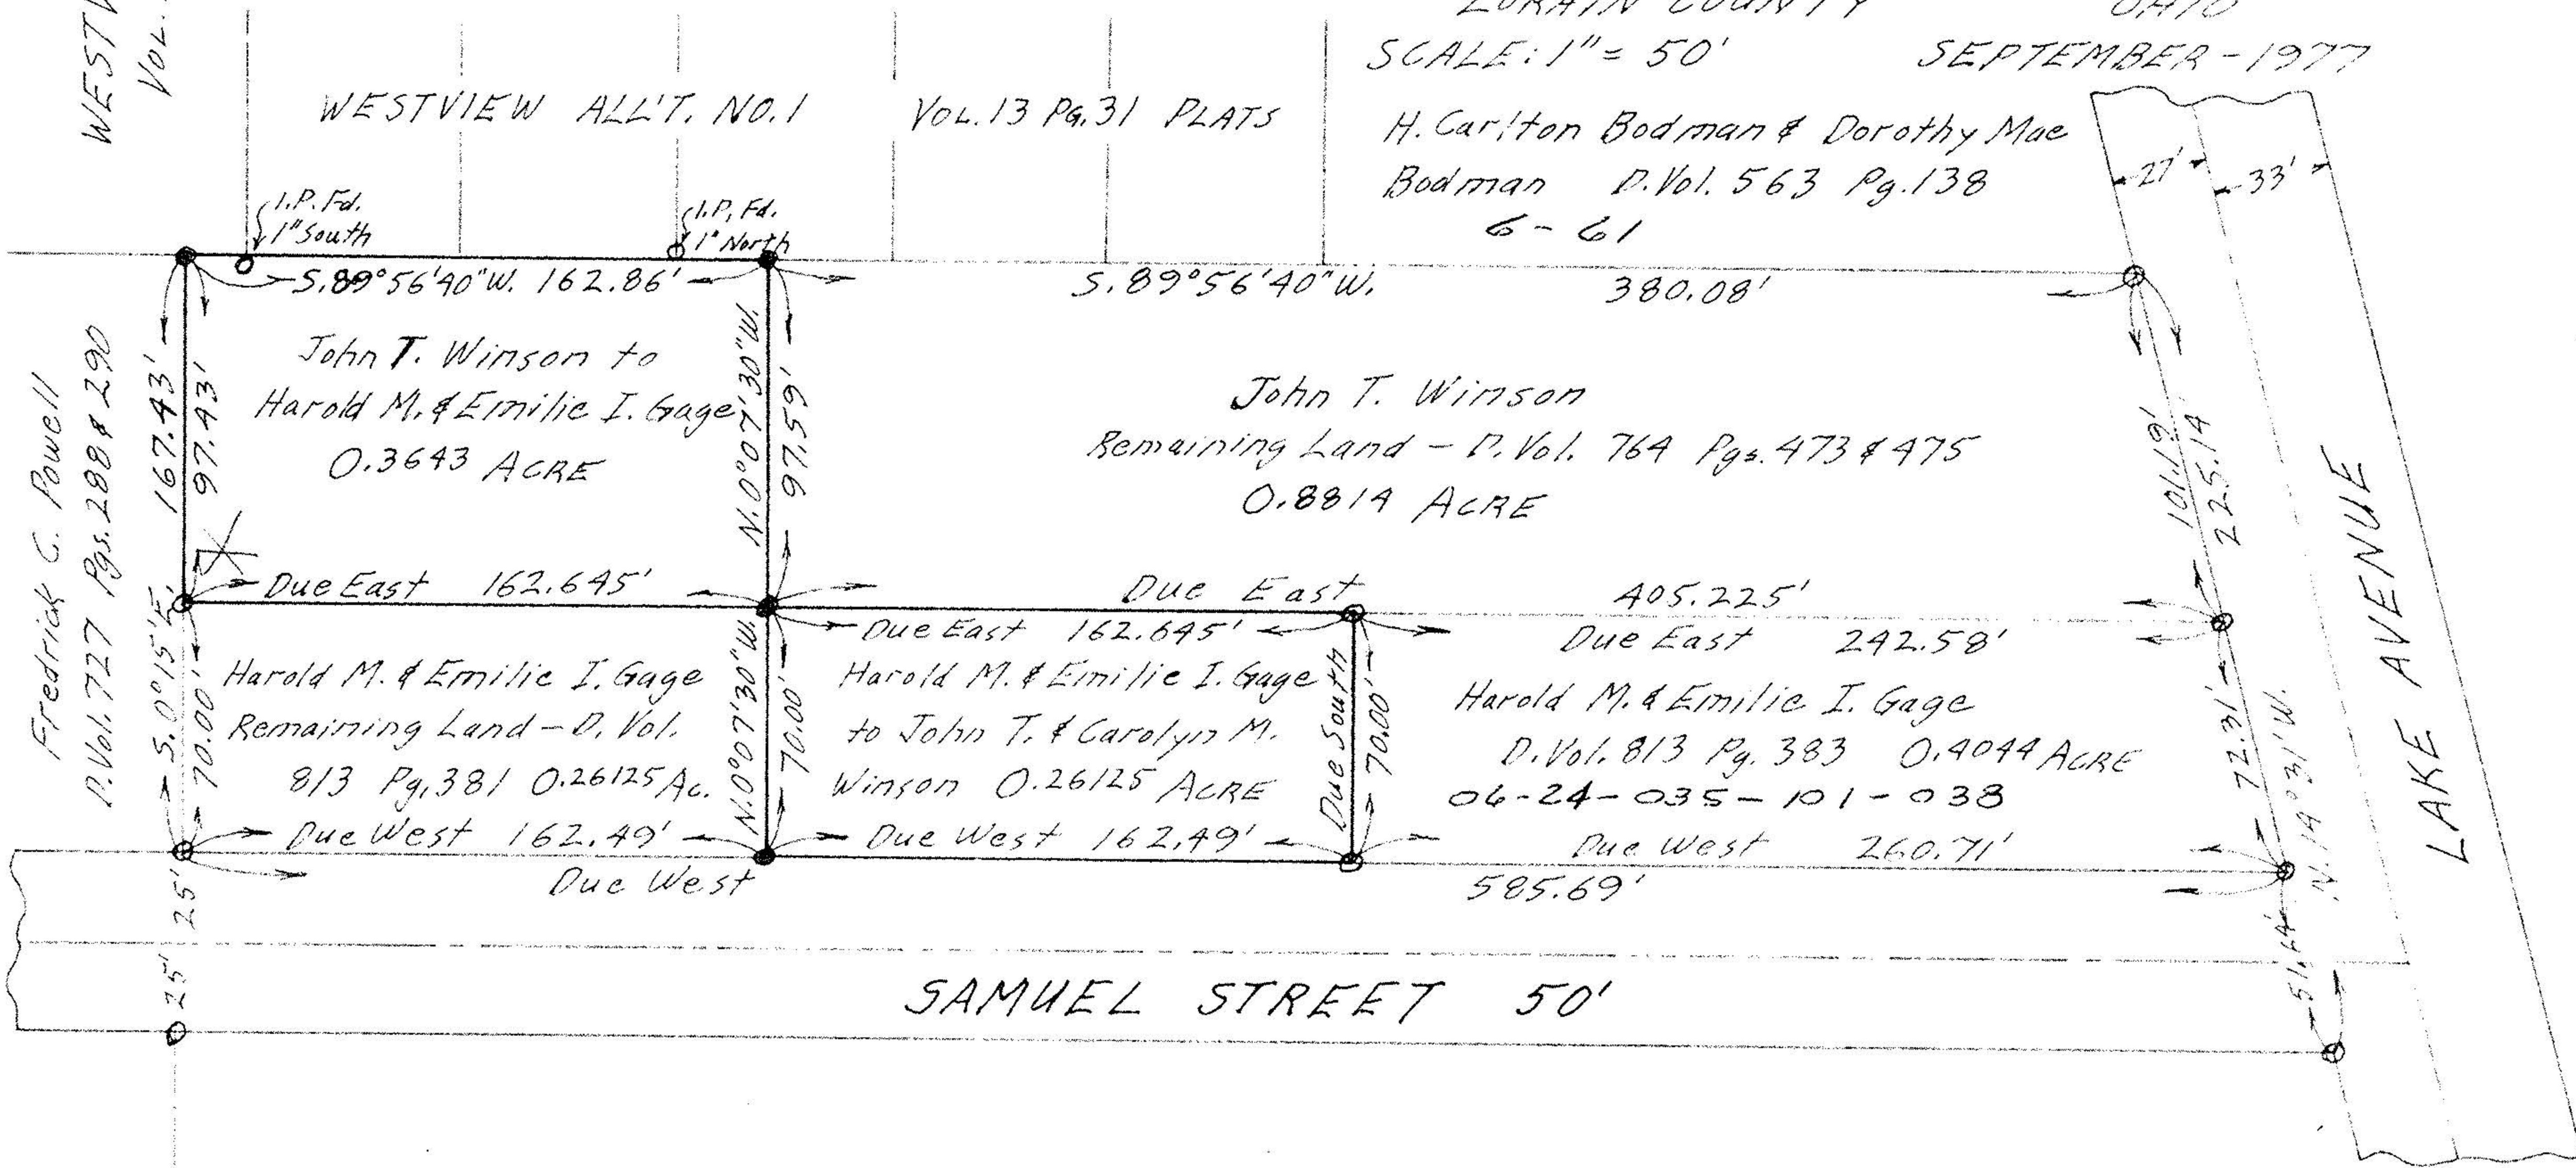 LORAIN COUNTY OHIO
SCALE: 1" = 50' SEPTEMBER - 1977
WESTVIEW ALL'T. NO. 1 VOL. 13 PG. 31 PLATS
H. Carlton Bodman & Dorothy Mae
Bodman D. Vol. 563 Pg. 138
6 - 61
27'
33'
I.P. Fd.
1" South
I.P. Fd.
1" North
S. 89° 56' 40" W. 162.86'
S. 89° 56' 40" W. 380.08'
Fredrick C. Powell
D. Vol. 727 Pgs. 288 & 290
167.43'
97.43'
John T. Winson to
Harold M. & Emilie I. Gage
0.3643 ACRE
N. 0° 07' 30" W.
97.59'
John T. Winson
Remaining Land - D. Vol. 764 Pgs. 473 & 475
0.8814 ACRE
101.19'
225.14'
LAKE AVENUE
Due East 162.645'
Due East 405.225'
Due East 162.645'
Due East 242.58'
S. 0° 15' E.
70.00'
Harold M. & Emilie I. Gage
Remaining Land - D. Vol.
813 Pg. 381 0.26125 Ac.
N. 0° 07' 30" W.
70.00'
Harold M. & Emilie I. Gage
to John T. & Carolyn M.
Winson 0.26125 ACRE
Due South
70.00'
Harold M. & Emilie I. Gage
D. Vol. 813 Pg. 383 0.4044 ACRE
06-24-035-101-038
72.31'
N. 14° 31' W.
Due West 162.49'
Due West 162.49'
Due West 260.71'
Due West 585.69'
25'
25'
51.64'
SAMUEL STREET 50'